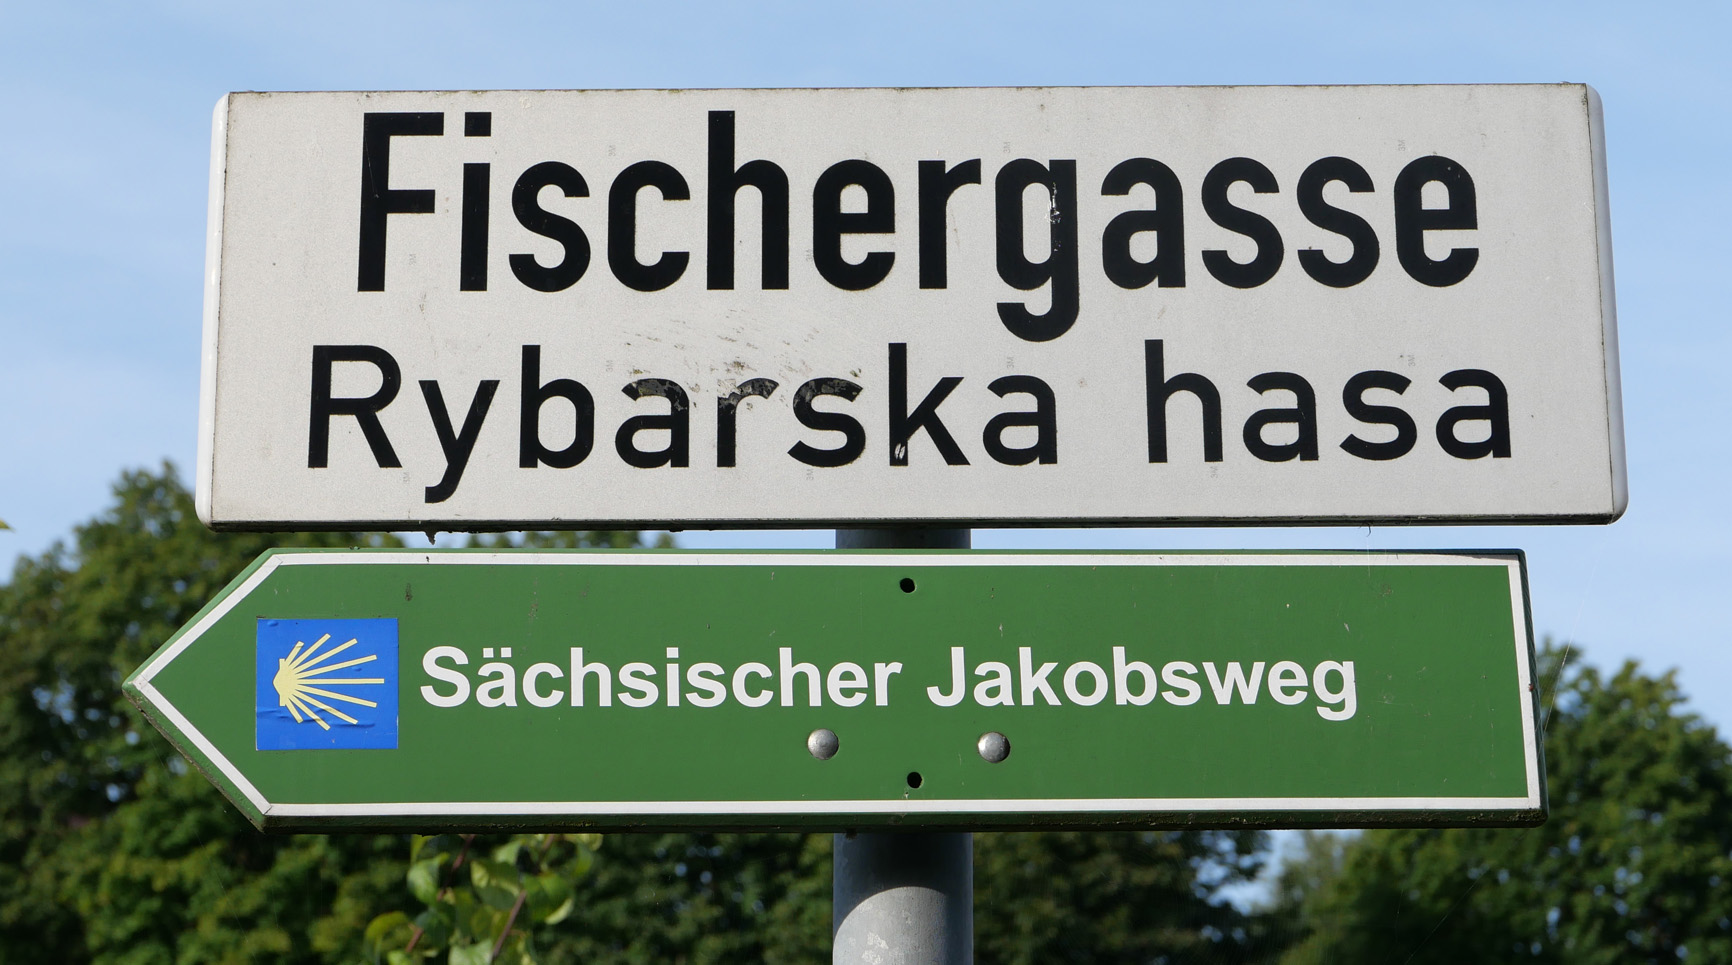 Fischergasse
Rybarska hasa
Sächsischer Jakobsweg